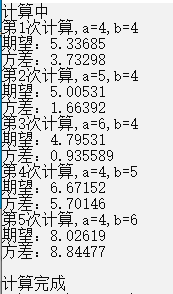 计算中
第1次计算,a=4,b=4
期望：5.33685
方差：3.73298
第2次计算,a=5,b=4
期望：5.00531
方差：1.66392
第3次计算,a=6,b=4
期望：4.79531
方差：0.935589
第4次计算,a=4,b=5
期望：6.67152
方差：5.70146
第5次计算,a=4,b=6
期望：8.02619
方差：8.84477
计算完成